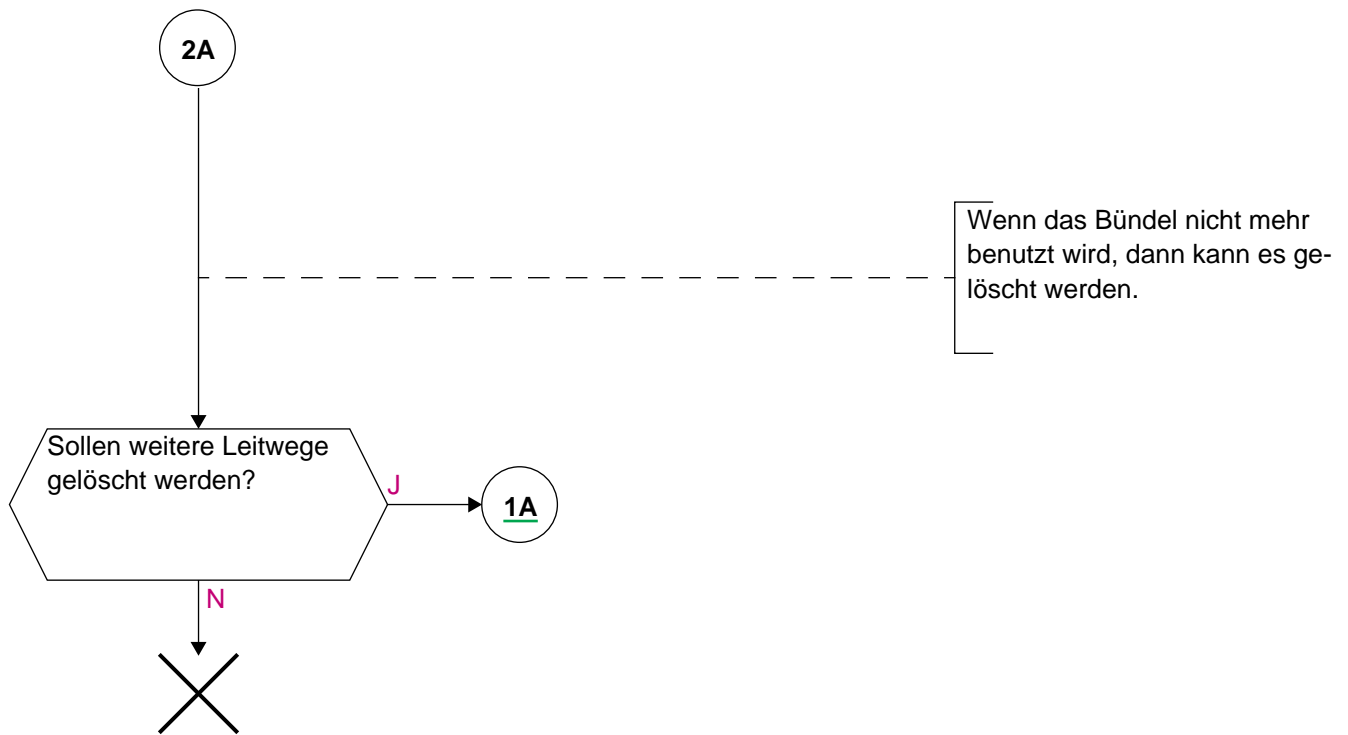 2A
Wenn das Bündel nicht mehr
benutzt wird, dann kann es ge-
löscht werden.
Sollen weitere Leitwege
gelöscht werden?
J
1A
N